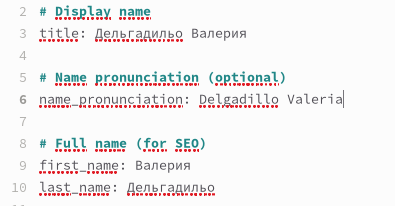 2 # Display name
3 title: Дельгадильо Валерия
4
5 # Name pronunciation (optional)
6 name_pronunciation: Delgadillo Valeria
7
8 # Full name (for SEO)
9 first_name: Валерия
10 last_name: Дельгадильо